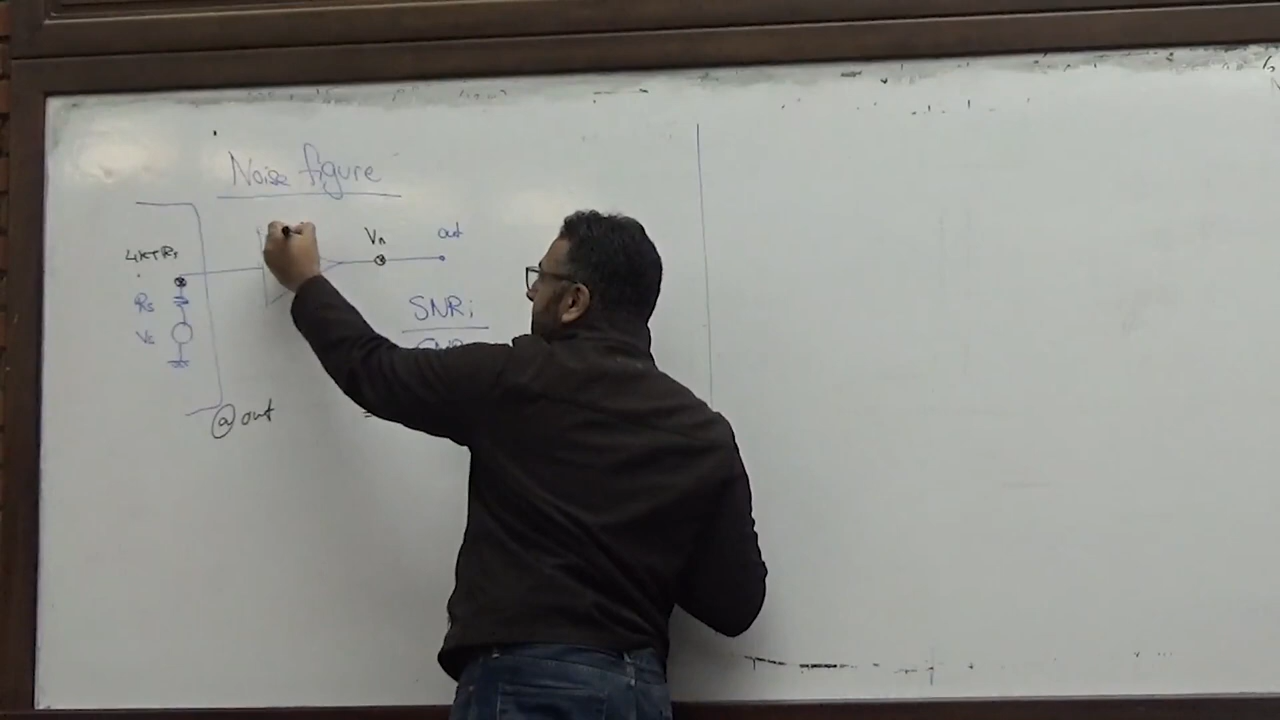 Noise figure
4KTRs
Vn
out
Rs
Vs
SNRi
@out
=